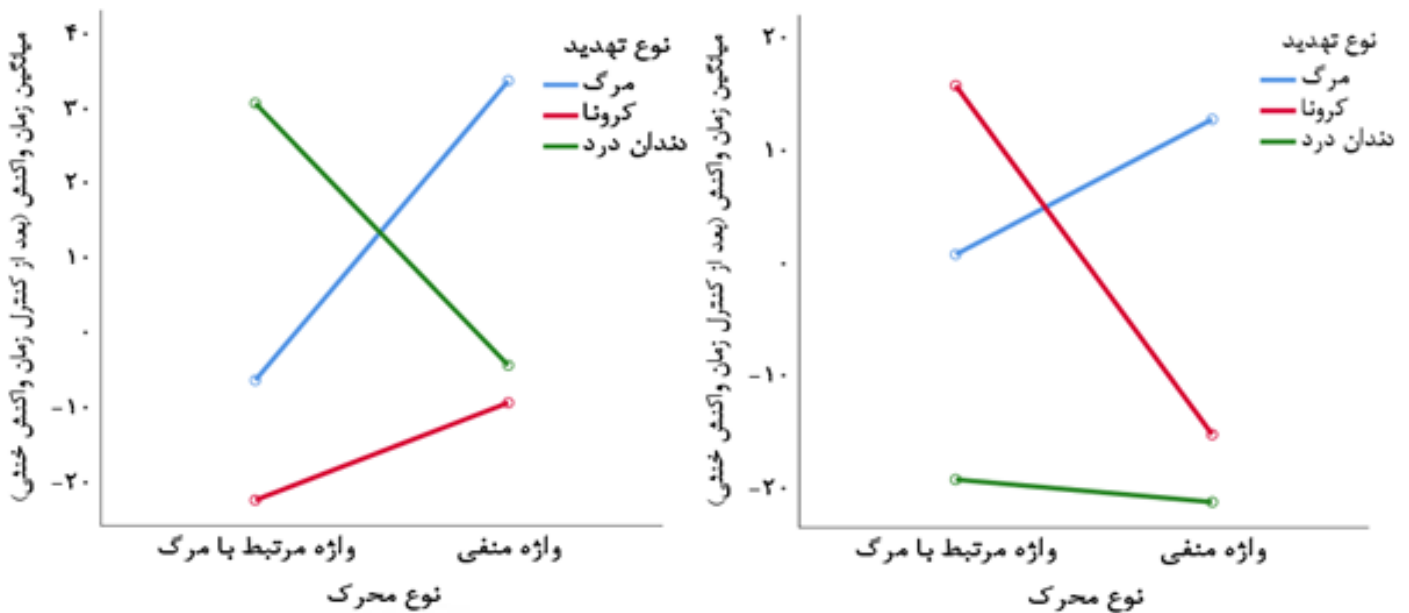 میانگین زمان واکنش (بعد از کنترل زمان واکنش خنثی)
۴۰
۳۰
۲۰
۱۰
۰
-۱۰
-۲۰
نوع تهدید
مرگ
کرونا
دندان درد
واژه مرتبط با مرگ
واژه منفی
نوع محرک
میانگین زمان واکنش (بعد از کنترل زمان واکنش خنثی)
۲۰
۱۰
۰
-۱۰
-۲۰
نوع تهدید
مرگ
کرونا
دندان درد
واژه مرتبط با مرگ
واژه منفی
نوع محرک